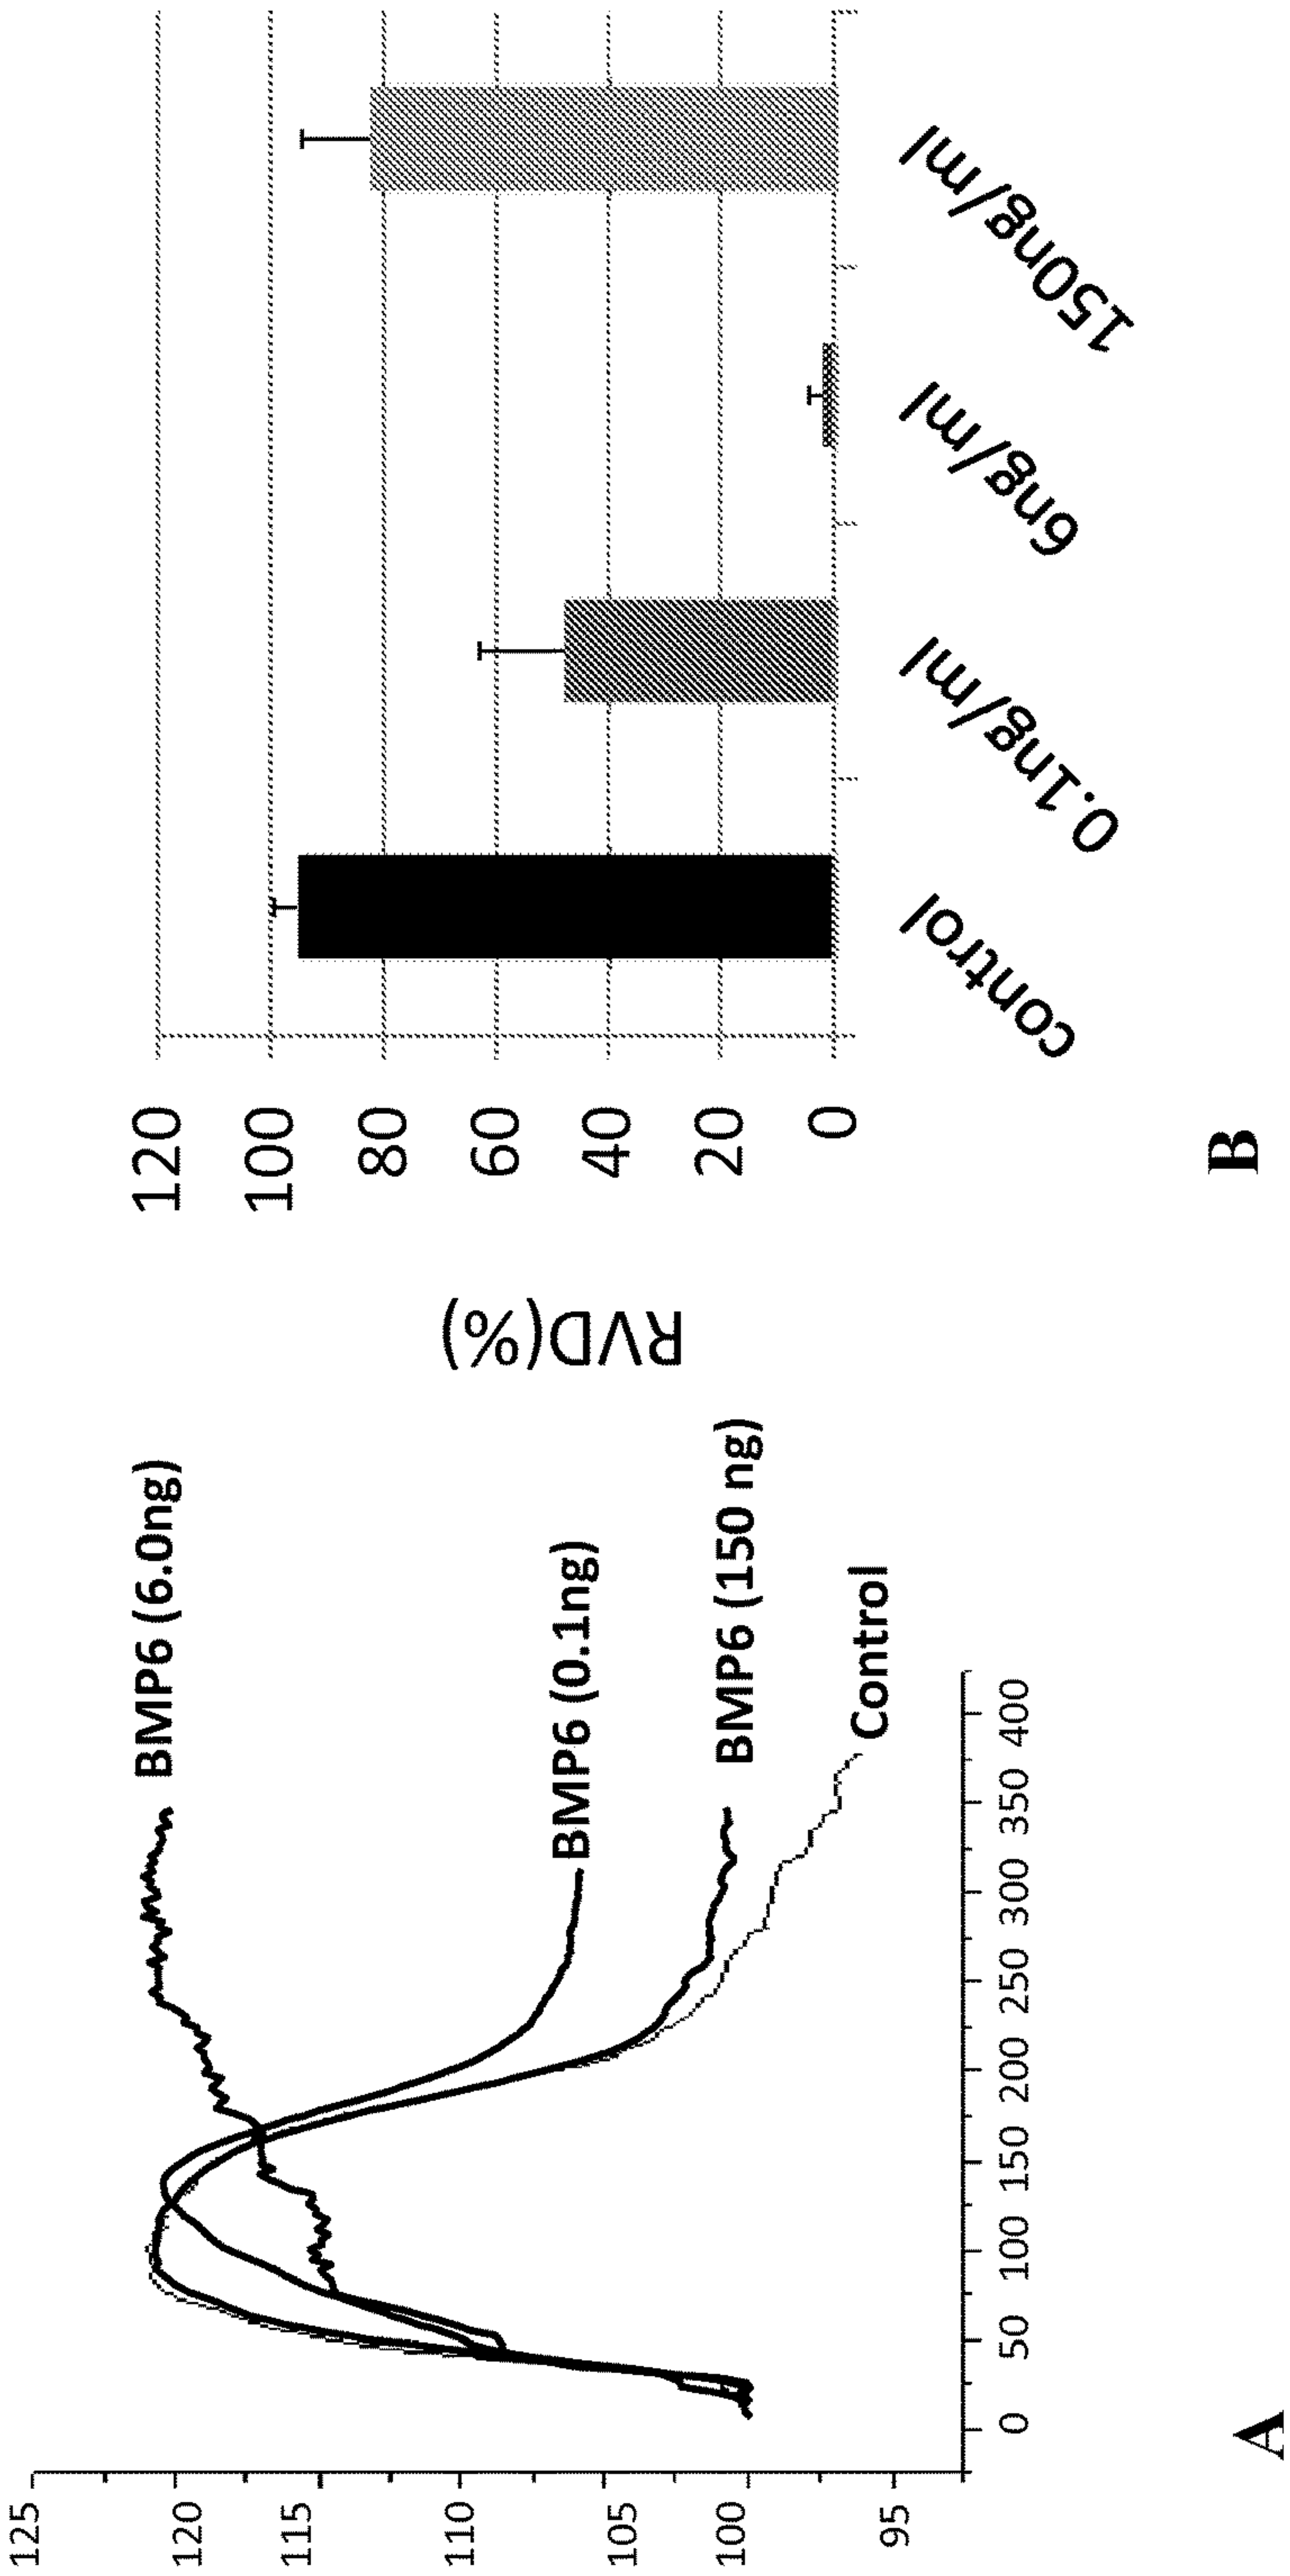 125
120
115
110
105
100
95
0 50 100 150 200 250 300 350 400
BMP6 (6.0ng)
BMP6 (0.1ng)
BMP6 (150 ng)
Control
A
RVD(%)
120
100
80
60
40
20
0
control
0.1ng/ml
6ng/ml
150ng/ml
B